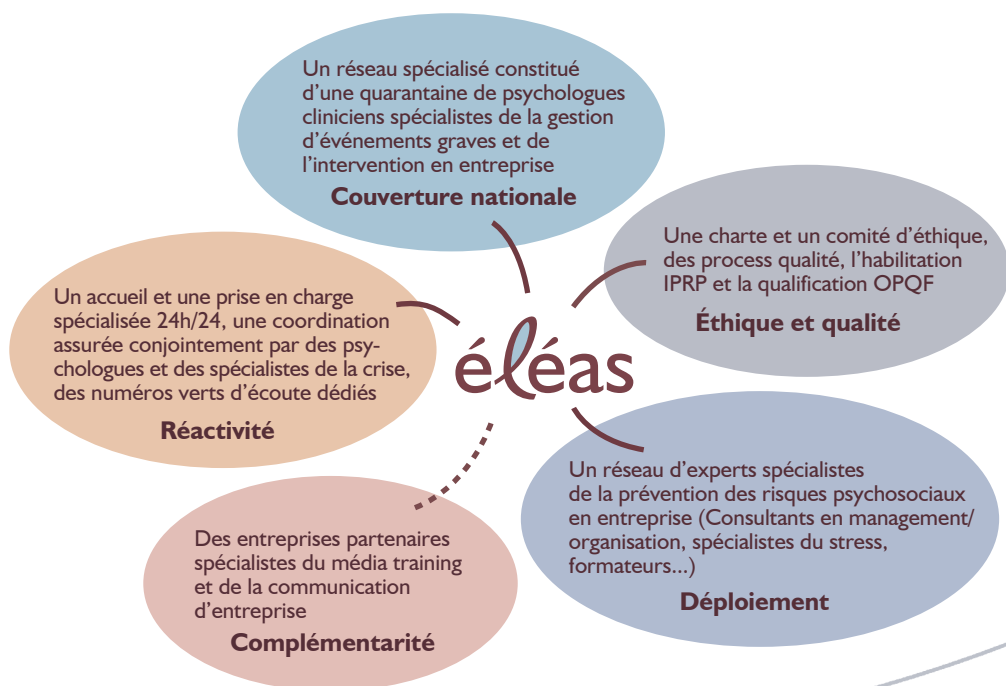 Un réseau spécialisé constitué
d’une quarantaine de psychologues
cliniciens spécialistes de la gestion
d’événements graves et de
l’intervention en entreprise
Couverture nationale
Une charte et un comité d’éthique,
des process qualité, l’habilitation
IPRP et la qualification OPQF
Éthique et qualité
Un accueil et une prise en charge
spécialisée 24h/24, une coordination
assurée conjointement par des psy-
chologues et des spécialistes de la crise,
des numéros verts d’écoute dédiés
Réactivité
éléas
Un réseau d’experts spécialistes
de la prévention des risques psychosociaux
en entreprise (Consultants en management/
organisation, spécialistes du stress,
formateurs...)
Déploiement
Des entreprises partenaires
spécialistes du média training
et de la communication
d’entreprise
Complémentarité